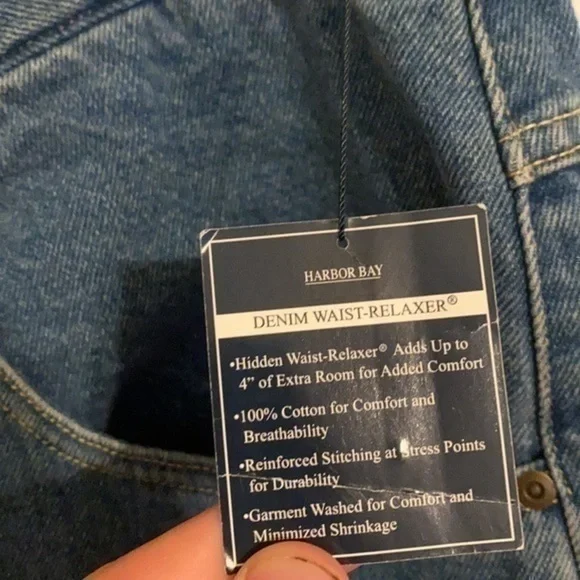 HARBOR BAY
DENIM WAIST-RELAXER®
•Hidden Waist-Relaxer® Adds Up to
4” of Extra Room for Added Comfort
•100% Cotton for Comfort and
Breathability
•Reinforced Stitching at Stress Points
for Durability
•Garment Washed for Comfort and
Minimized Shrinkage